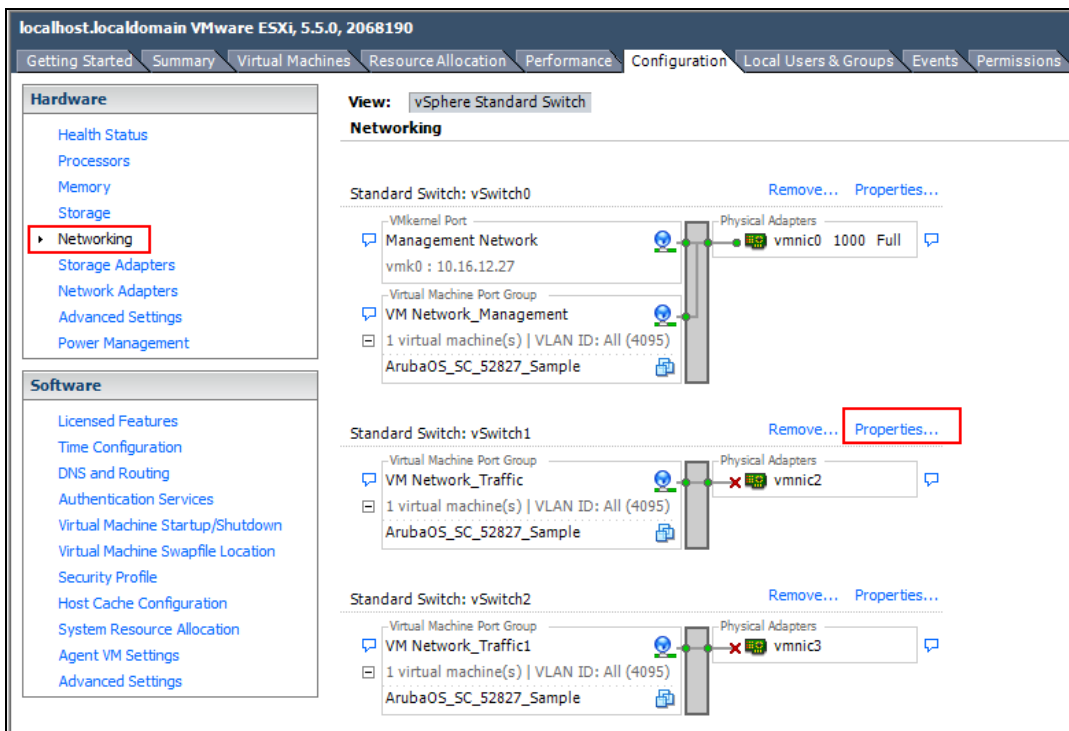 localhost.localdomain VMware ESXi, 5.5.0, 2068190
Getting Started Summary Virtual Machines Resource Allocation Performance Configuration Local Users & Groups Events Permissions
Hardware
Health Status
Processors
Memory
Storage
Networking
Storage Adapters
Network Adapters
Advanced Settings
Power Management
Software
Licensed Features
Time Configuration
DNS and Routing
Authentication Services
Virtual Machine Startup/Shutdown
Virtual Machine Swapfile Location
Security Profile
Host Cache Configuration
System Resource Allocation
Agent VM Settings
Advanced Settings
View: vSphere Standard Switch
Networking
Standard Switch: vSwitch0 Remove... Properties...
VMkernel Port Physical Adapters
Management Network vmnic0 1000 Full
vmk0 : 10.16.12.27
Virtual Machine Port Group
VM Network_Management
1 virtual machine(s) | VLAN ID: All (4095)
ArubaOS_SC_52827_Sample
Standard Switch: vSwitch1 Remove... Properties...
Virtual Machine Port Group Physical Adapters
VM Network_Traffic vmnic2
1 virtual machine(s) | VLAN ID: All (4095)
ArubaOS_SC_52827_Sample
Standard Switch: vSwitch2 Remove... Properties...
Virtual Machine Port Group Physical Adapters
VM Network_Traffic1 vmnic3
1 virtual machine(s) | VLAN ID: All (4095)
ArubaOS_SC_52827_Sample